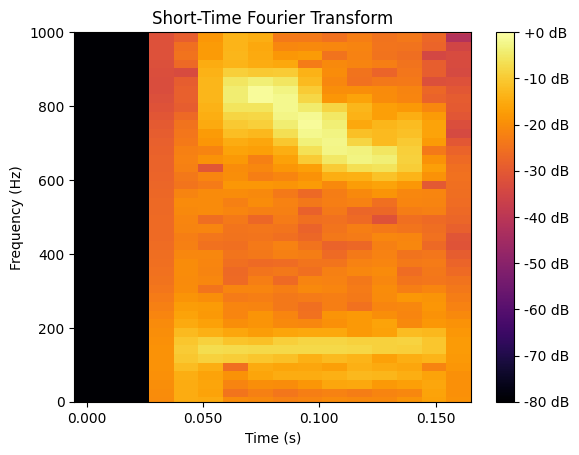 Short-Time Fourier Transform
1000
800
600
400
200
0
Frequency (Hz)
0.000
0.050
0.100
0.150
Time (s)
+0 dB
-10 dB
-20 dB
-30 dB
-40 dB
-50 dB
-60 dB
-70 dB
-80 dB